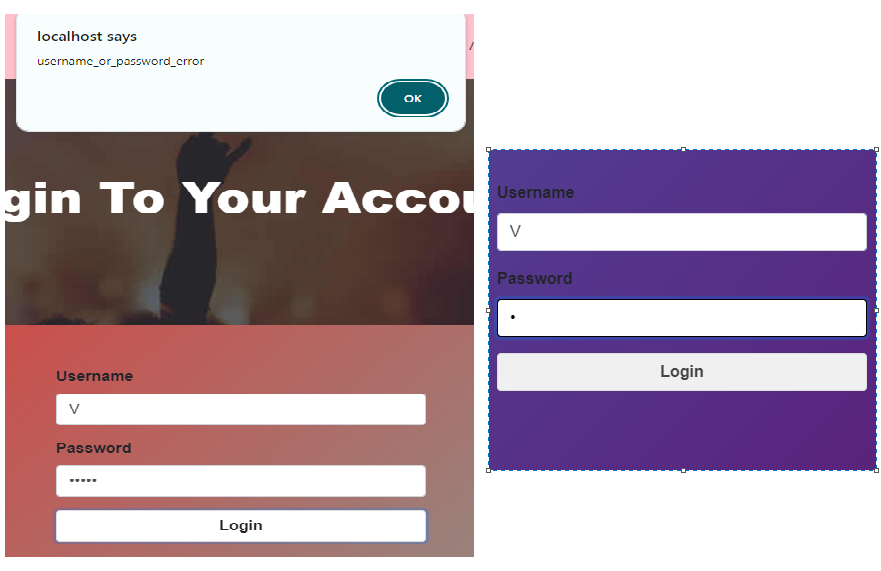 localhost says
username_or_password_error
OK
gin To Your Accou
Username
V
Password
•••••
Login
Username
V
Password
•
Login